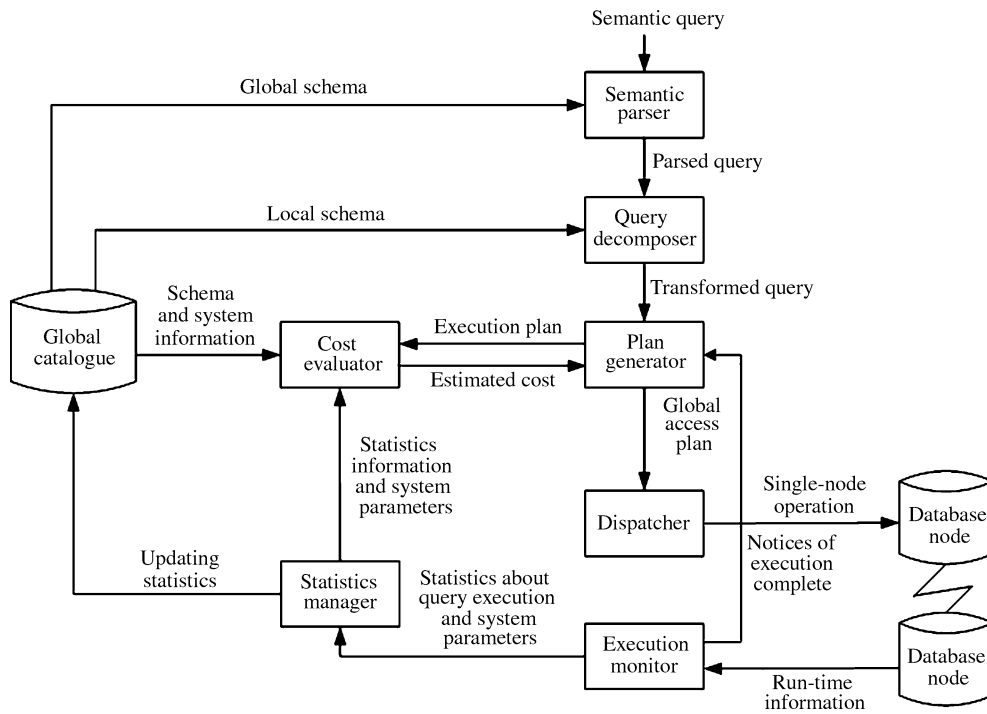 Semantic query
Global schema
Semantic
parser
Parsed query
Local schema
Query
decomposer
Transformed query
Schema
and system
information
Global
catalogue
Cost
evaluator
Execution plan
Estimated cost
Plan
generator
Global
access
plan
Statistics
information
and system
parameters
Dispatcher
Single-node
operation
Database
node
Notices of
execution
complete
Updating
statistics
Statistics
manager
Statistics about
query execution
and system
parameters
Execution
monitor
Run-time
information
Database
node